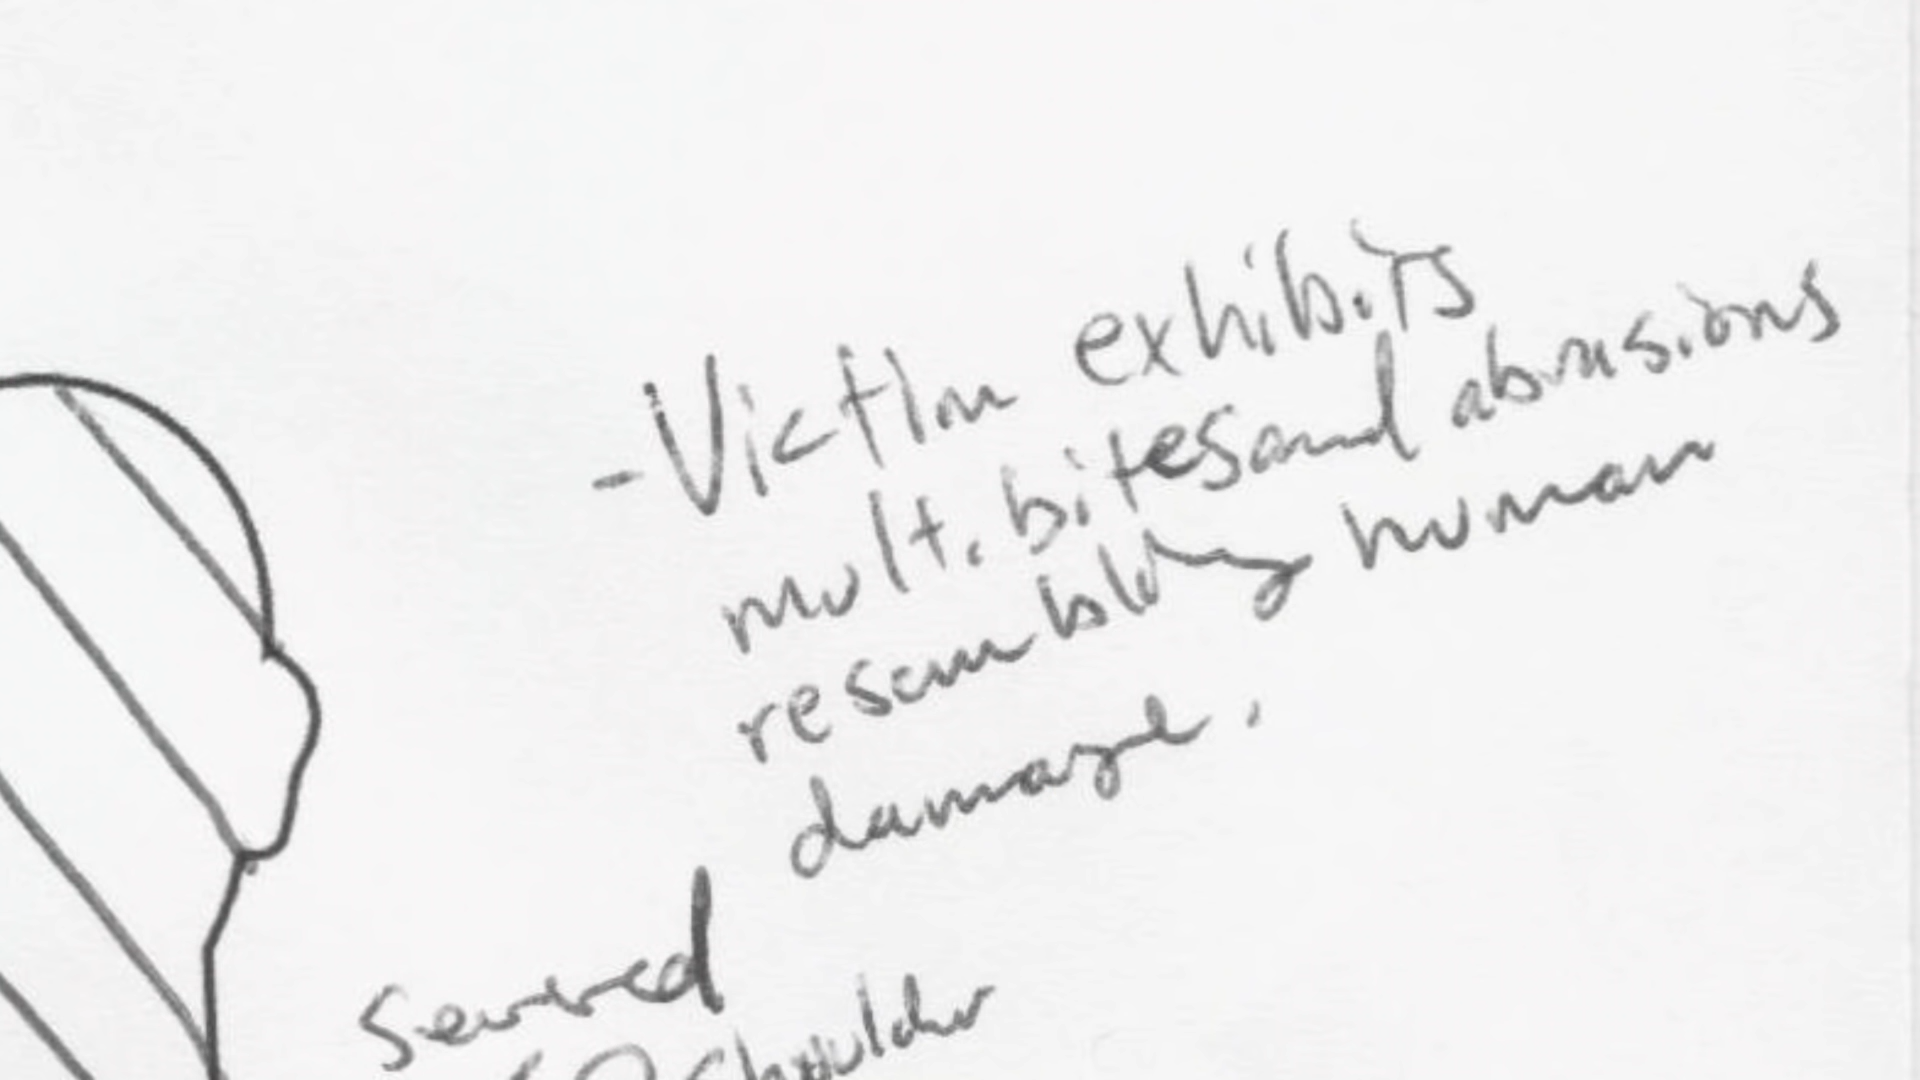 - Victim exhibits
mult. bites and abrasions
resembling human
damage.
Severed
shoulder